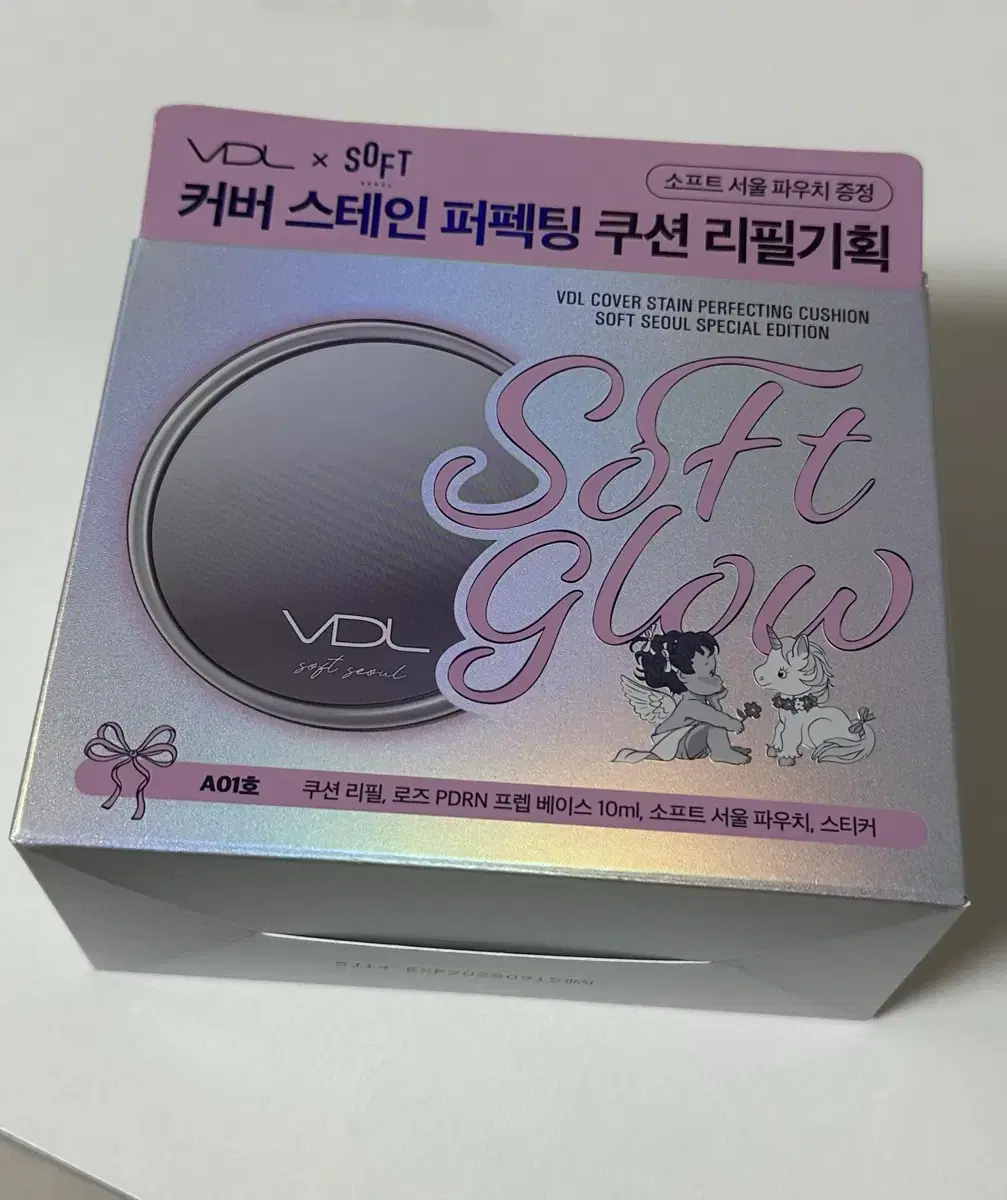 VDL × SOFT
SEOUL
소프트 서울 파우치 증정
커버 스테인 퍼펙팅 쿠션 리필기획
VDL COVER STAIN PERFECTING CUSHION
SOFT SEOUL SPECIAL EDITION
Soft
Glow
VDL
soft seoul
A01호 쿠션 리필, 로즈 PDRN 프렙 베이스 10ml, 소프트 서울 파우치, 스티커